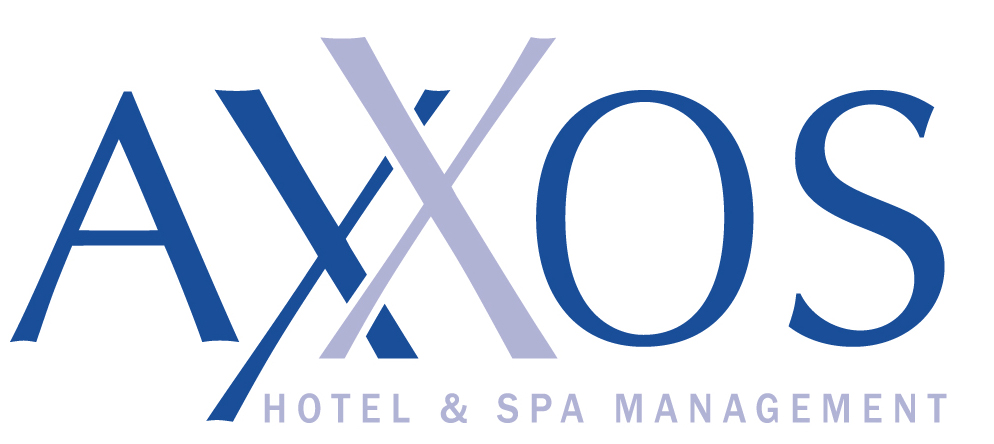 AXXOS
HOTEL & SPA MANAGEMENT